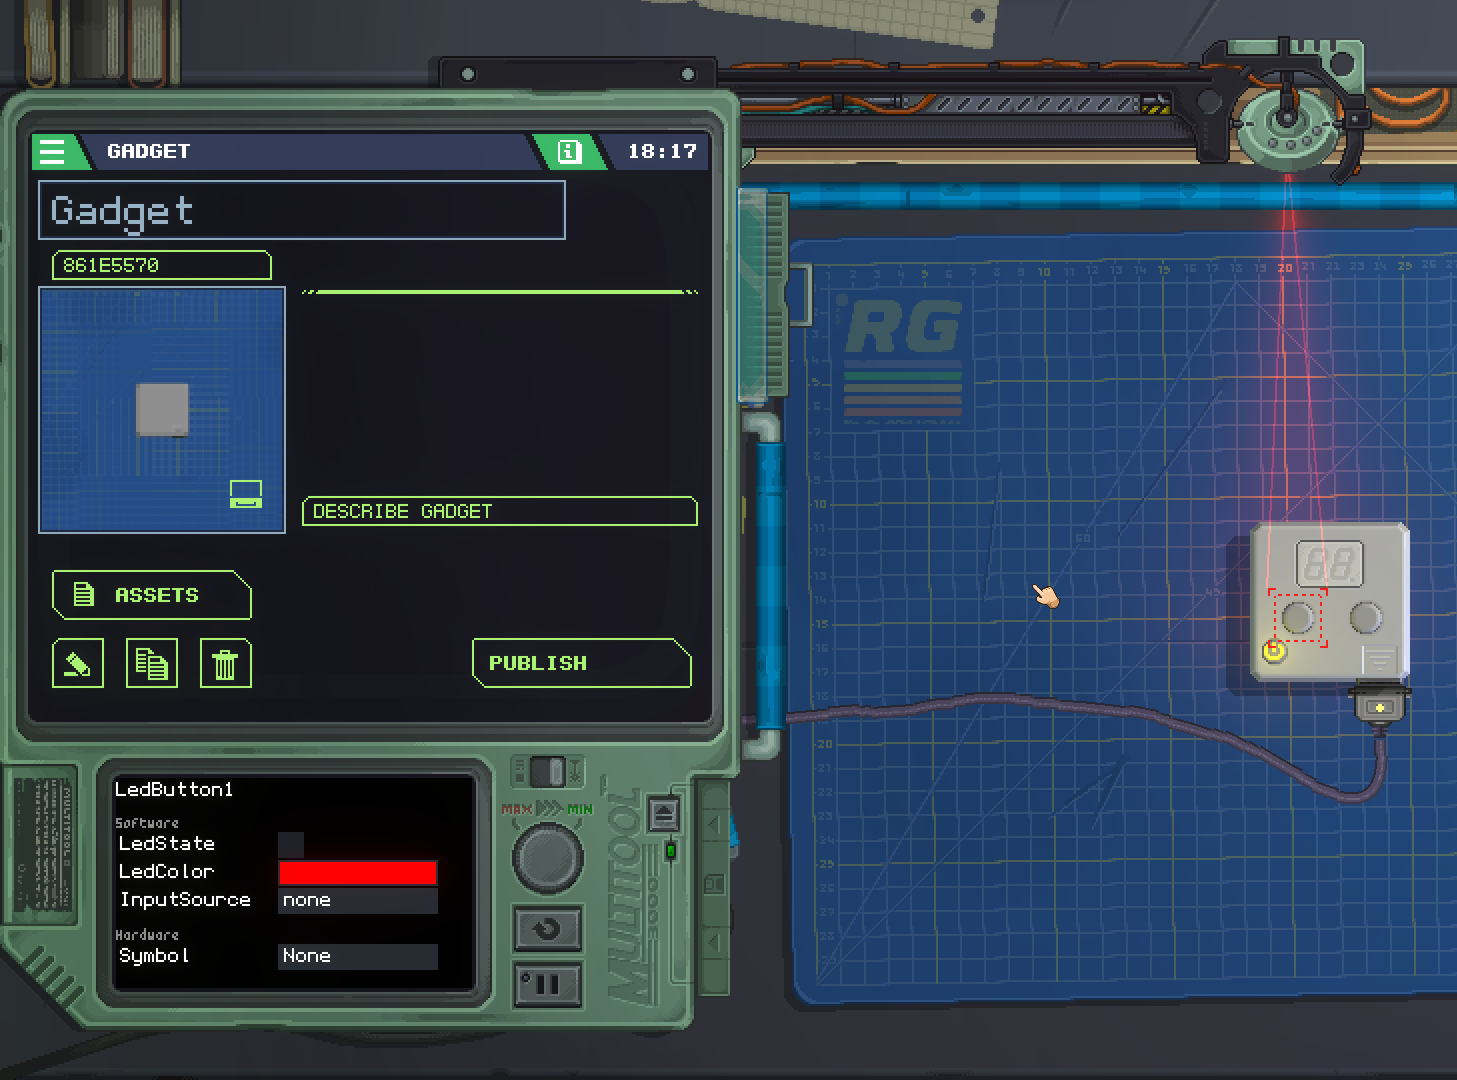 GADGET
18:17
Gadget
861E5570
DESCRIBE GADGET
ASSETS
PUBLISH
LedButton1
Software
LedState
LedColor
InputSource none
Hardware
Symbol None
MAX MIN
MULTITOOL
RG
88